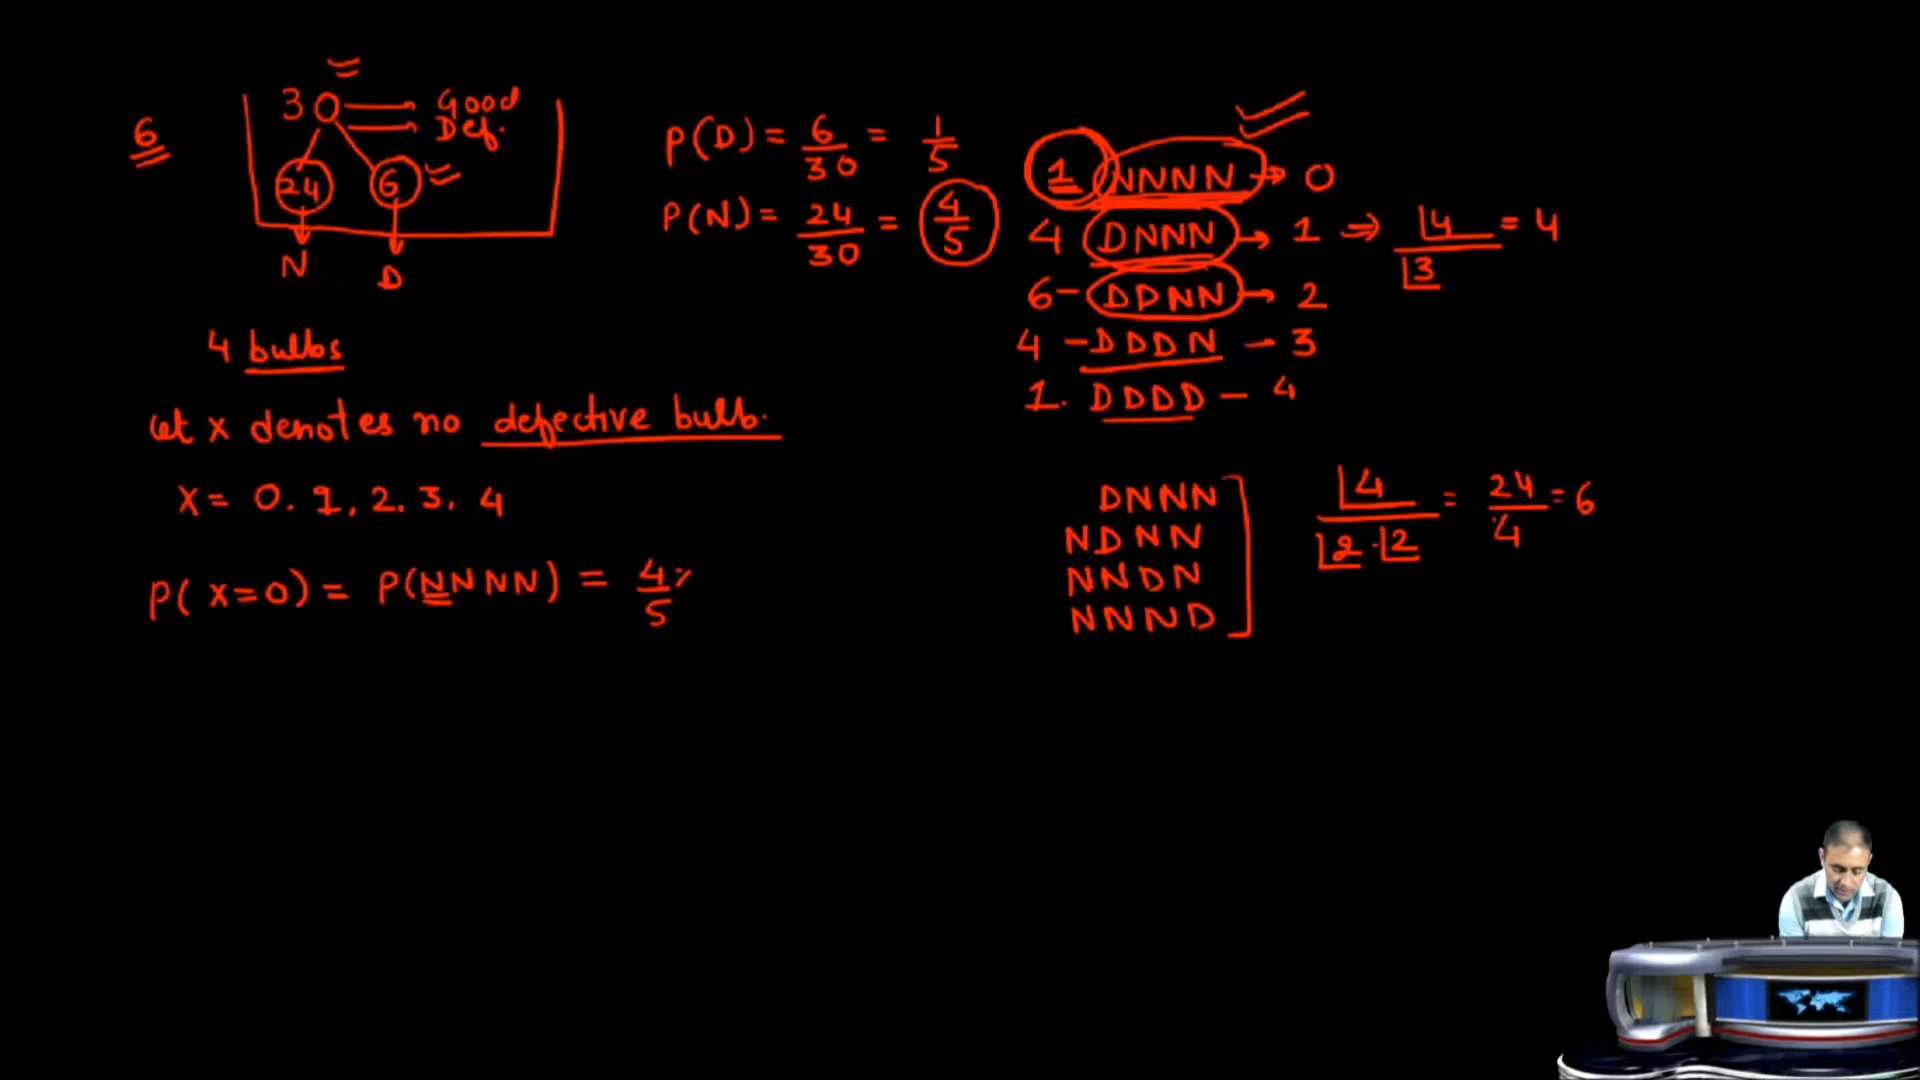 6
30 → Good
→ Def.
24 6
N D
P(D) = 6/30 = 1/5
P(N) = 24/30 = 4/5
1 NNNN → 0
4 DNNN → 1 ⇒ ⌊4/⌊3 = 4
6 - DDNN → 2
4 - DDDN - 3
1. DDDD - 4
4 bulbs
Let x denotes no defective bulb.
X = 0. 1, 2. 3. 4
P( x=0) = P(NNNN) = 4/5
DNNN
NDNN
NNDN
NNND
⌊4/⌊2 . ⌊2 = 24/4 = 6